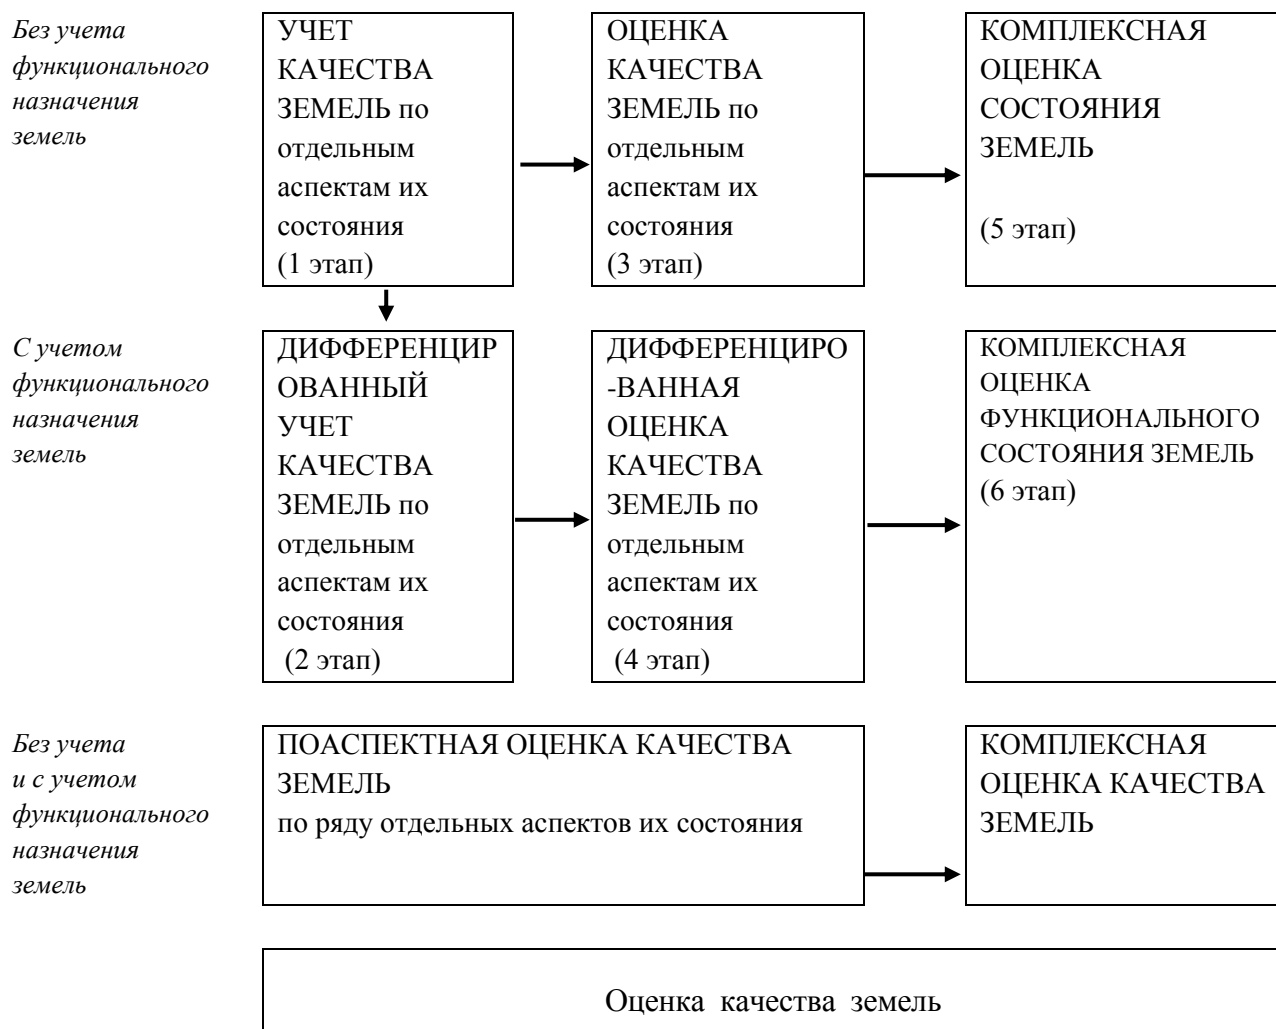 Без учета
функционального
назначения
земель
УЧЕТ
КАЧЕСТВА
ЗЕМЕЛЬ по
отдельным
аспектам их
состояния
(1 этап)
ОЦЕНКА
КАЧЕСТВА
ЗЕМЕЛЬ по
отдельным
аспектам их
состояния
(3 этап)
КОМПЛЕКСНАЯ
ОЦЕНКА
СОСТОЯНИЯ
ЗЕМЕЛЬ
(5 этап)
С учетом
функционального
назначения
земель
ДИФФЕРЕНЦИР
ОВАННЫЙ
УЧЕТ
КАЧЕСТВА
ЗЕМЕЛЬ по
отдельным
аспектам их
состояния
(2 этап)
ДИФФЕРЕНЦИРО
-ВАННАЯ
ОЦЕНКА
КАЧЕСТВА
ЗЕМЕЛЬ по
отдельным
аспектам их
состояния
(4 этап)
КОМПЛЕКСНАЯ
ОЦЕНКА
ФУНКЦИОНАЛЬНОГО
СОСТОЯНИЯ ЗЕМЕЛЬ
(6 этап)
Без учета
и с учетом
функционального
назначения
земель
ПОАСПЕКТНАЯ ОЦЕНКА КАЧЕСТВА
ЗЕМЕЛЬ
по ряду отдельных аспектов их состояния
КОМПЛЕКСНАЯ
ОЦЕНКА КАЧЕСТВА
ЗЕМЕЛЬ
Оценка качества земель